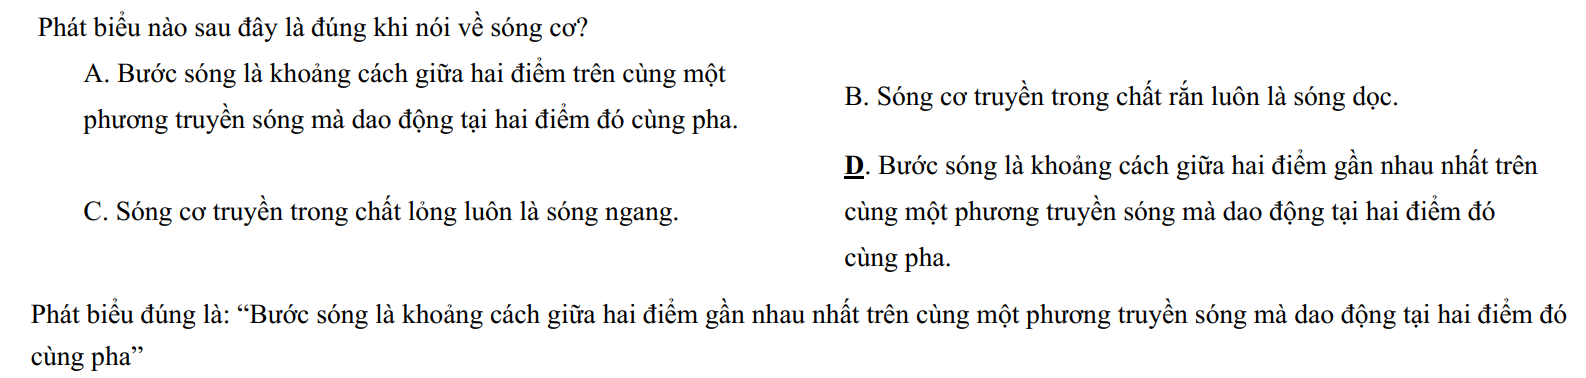 Phát biểu nào sau đây là đúng khi nói về sóng cơ?
A. Bước sóng là khoảng cách giữa hai điểm trên cùng một
phương truyền sóng mà dao động tại hai điểm đó cùng pha.
B. Sóng cơ truyền trong chất rắn luôn là sóng dọc.
C. Sóng cơ truyền trong chất lỏng luôn là sóng ngang.
D. Bước sóng là khoảng cách giữa hai điểm gần nhau nhất trên
cùng một phương truyền sóng mà dao động tại hai điểm đó
cùng pha.
Phát biểu đúng là: “Bước sóng là khoảng cách giữa hai điểm gần nhau nhất trên cùng một phương truyền sóng mà dao động tại hai điểm đó
cùng pha”